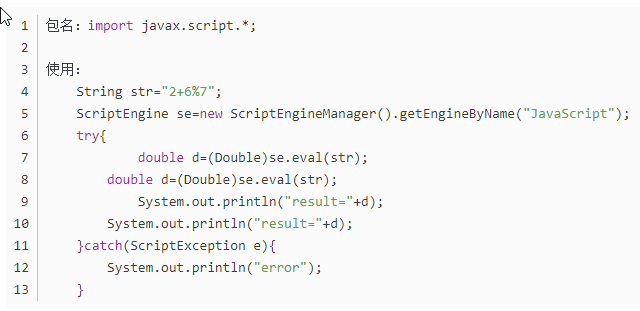 1 包名：import javax.script.*;
2
3 使用：
4 String str="2+6%7";
5 ScriptEngine se=new ScriptEngineManager().getEngineByName("JavaScript");
6 try{
7 double d=(Double)se.eval(str);
8 double d=(Double)se.eval(str);
9 System.out.println("result="+d);
10 System.out.println("result="+d);
11 }catch(ScriptException e){
12 System.out.println("error");
13 }